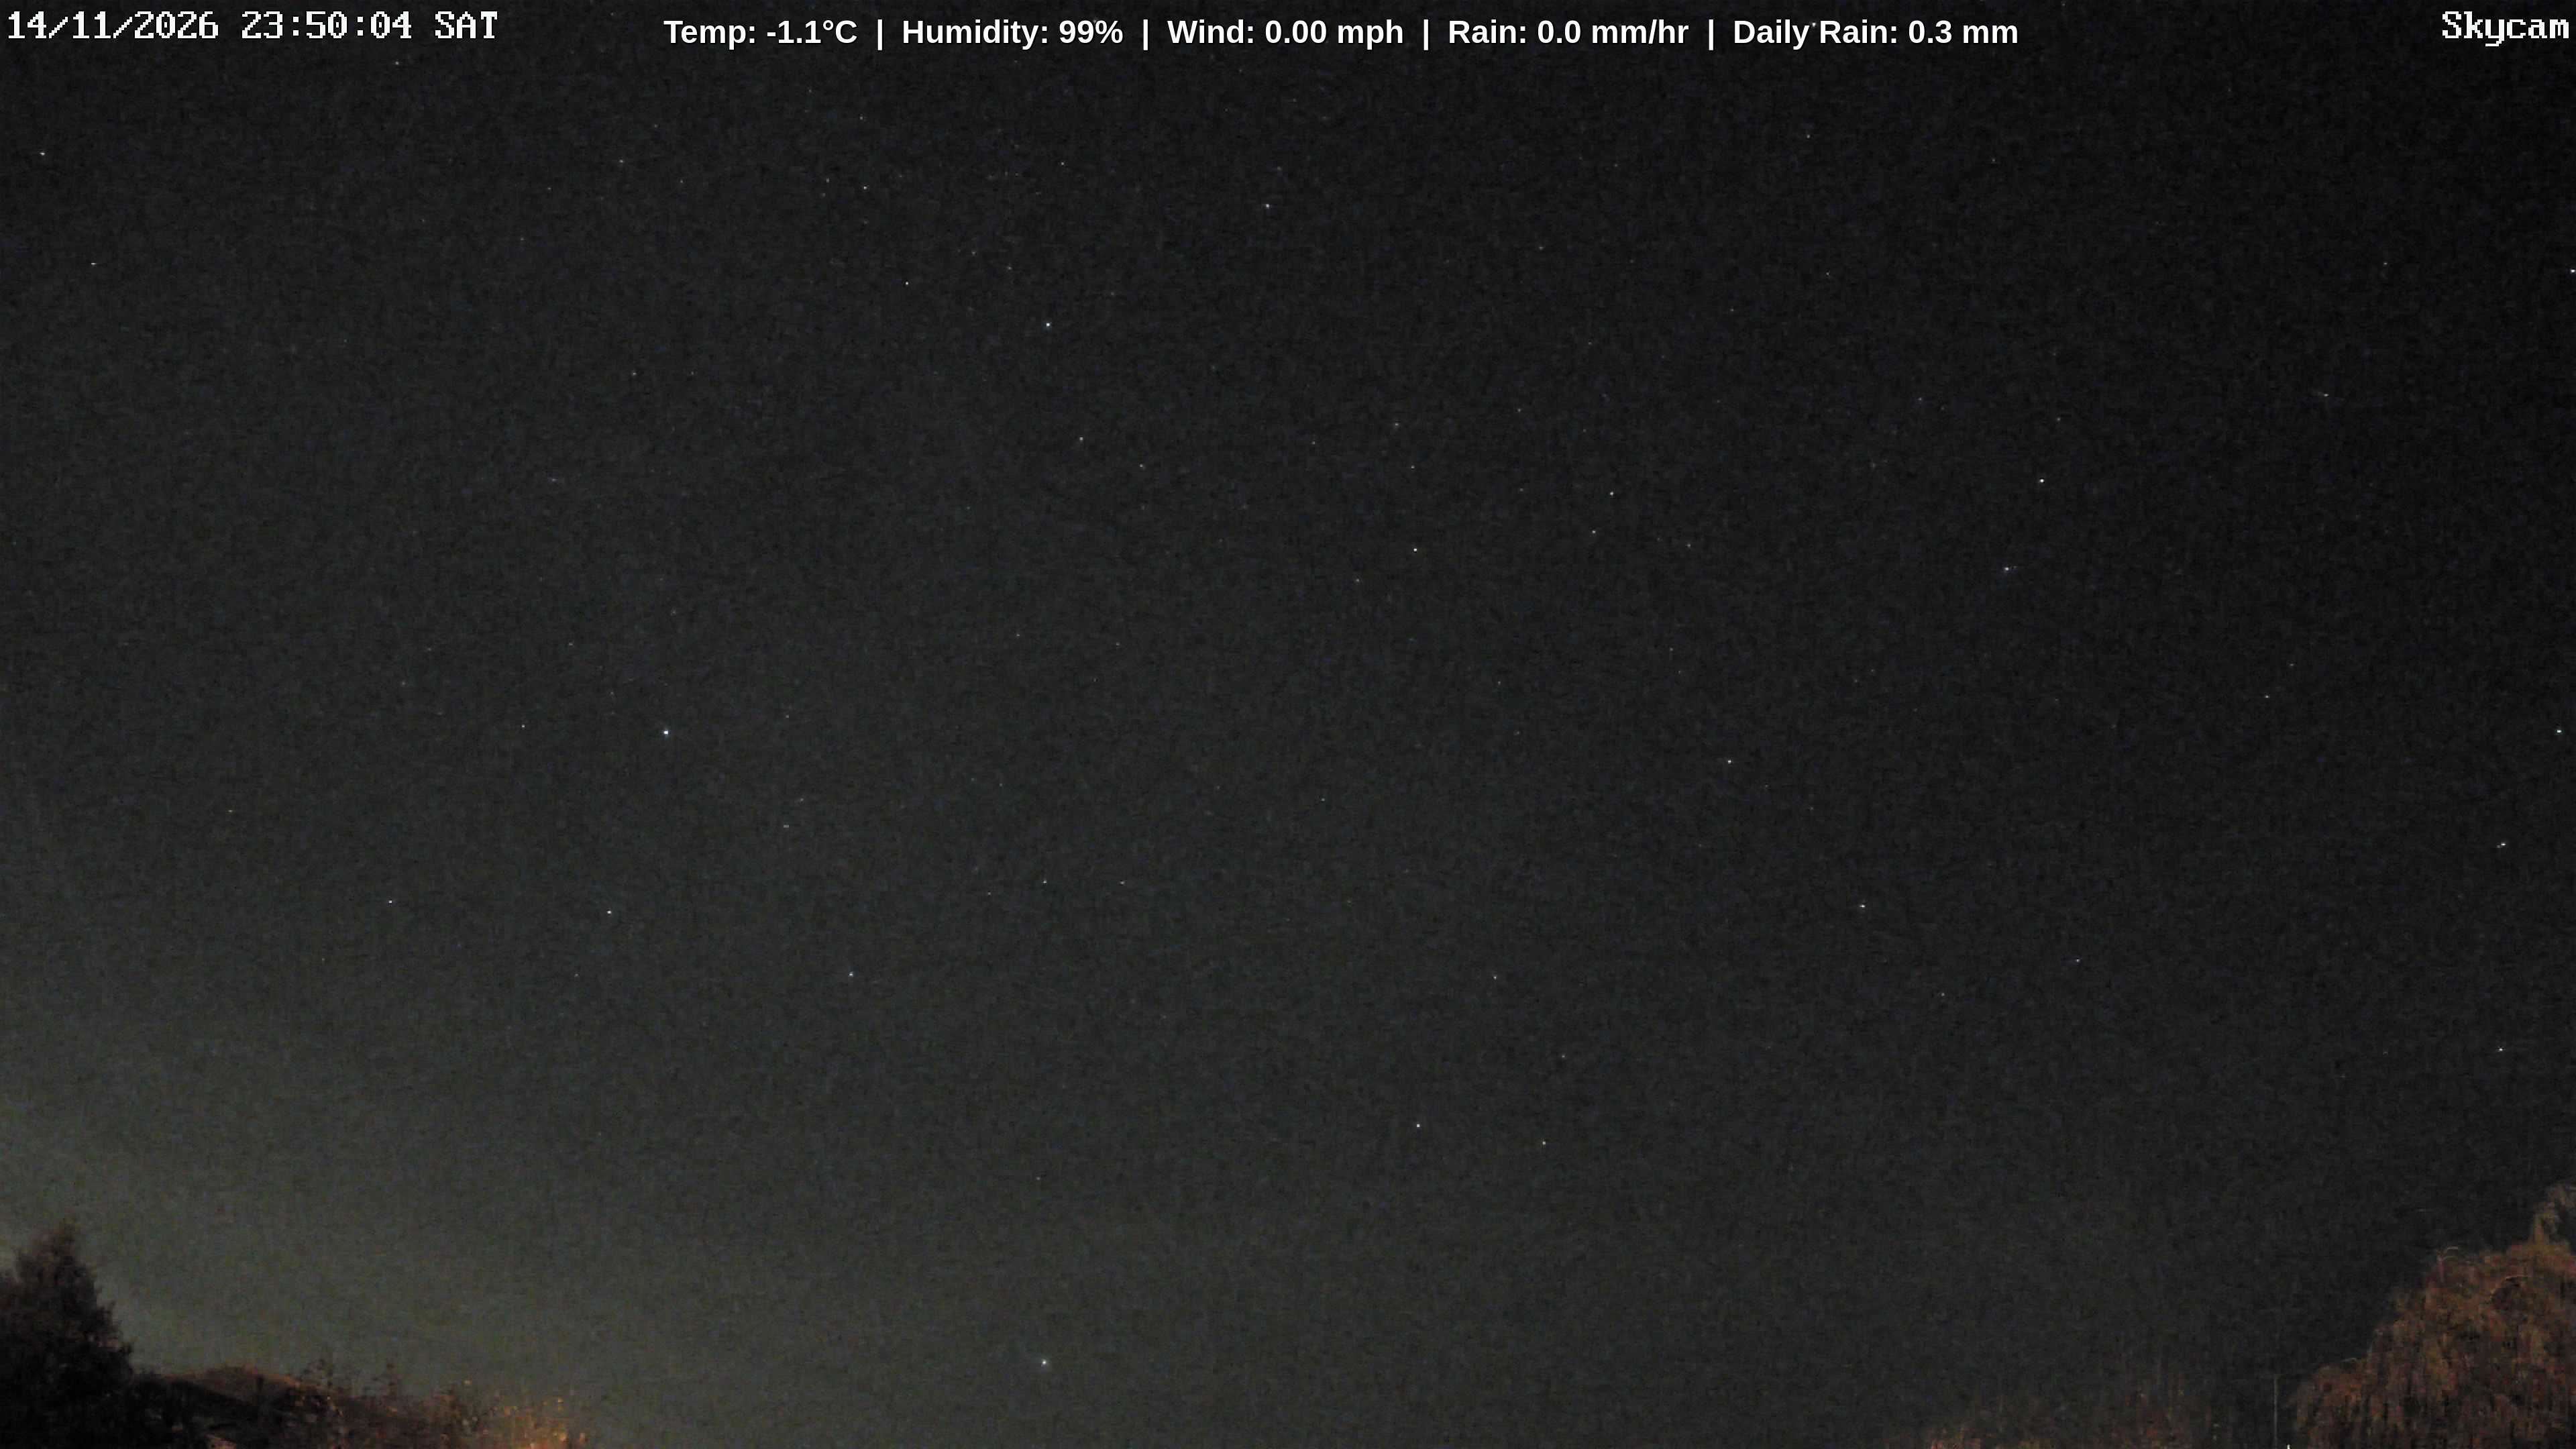 14/11/2026 23:50:04 SAT
Temp: -1.1°C | Humidity: 99% | Wind: 0.00 mph | Rain: 0.0 mm/hr | Daily Rain: 0.3 mm
Skycam